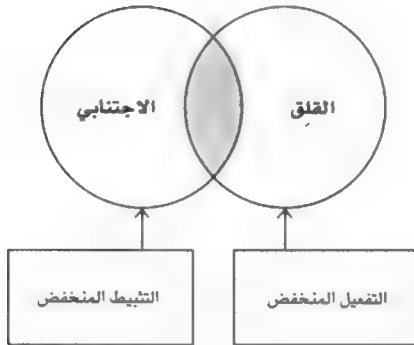 القلِق
الاجتنابي
التفعيل المنخفض
التثبيط المنخفض